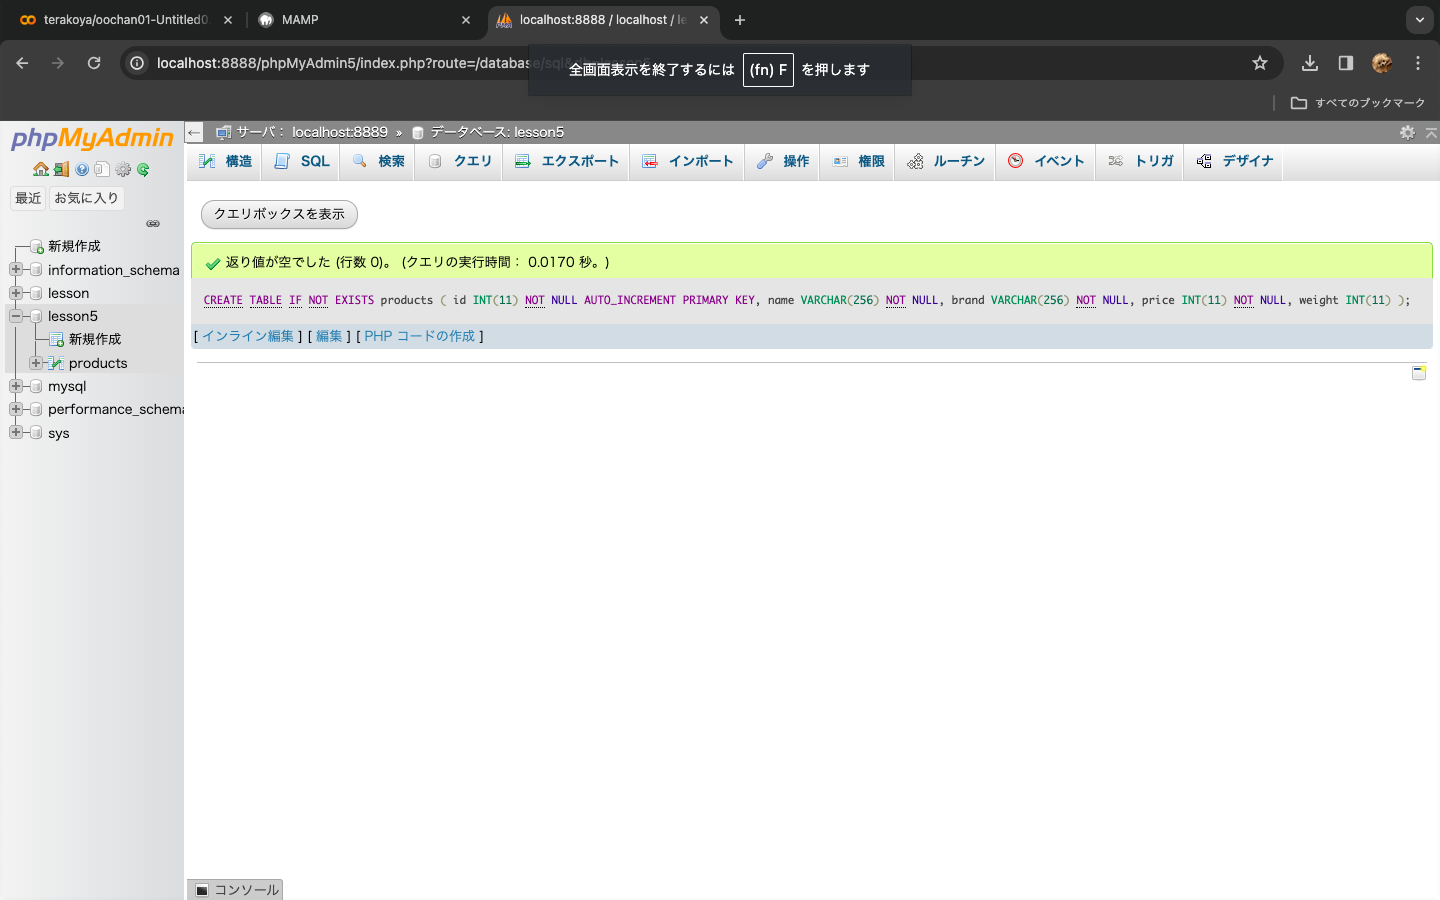 terakoya/oochan01-Untitled0.
MAMP
localhost:8888 / localhost / le
localhost:8888/phpMyAdmin5/index.php?route=/database/sql&
全画面表示を終了するには (fn) F を押します
すべてのブックマーク
phpMyAdmin
最近 お気に入り
新規作成
information_schema
lesson
lesson5
新規作成
products
mysql
performance_schema
sys
サーバ: localhost:8889 » データベース: lesson5
構造 SQL 検索 クエリ エクスポート インポート 操作 権限 ルーチン イベント トリガ デザイナ
クエリボックスを表示
返り値が空でした (行数 0)。 (クエリの実行時間: 0.0170 秒。)
CREATE TABLE IF NOT EXISTS products ( id INT(11) NOT NULL AUTO_INCREMENT PRIMARY KEY, name VARCHAR(256) NOT NULL, brand VARCHAR(256) NOT NULL, price INT(11) NOT NULL, weight INT(11) );
[ インライン編集 ] [ 編集 ] [ PHP コードの作成 ]
コンソール